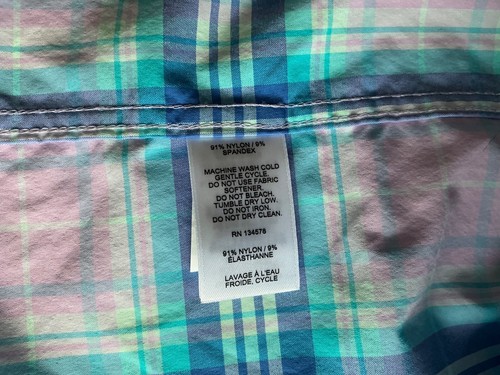 91% NYLON / 9%
SPANDEX
MACHINE WASH COLD
GENTLE CYCLE.
DO NOT USE FABRIC
SOFTENER.
DO NOT BLEACH.
TUMBLE DRY LOW.
DO NOT IRON.
DO NOT DRY CLEAN.
RN 134578
91% NYLON / 9%
ÉLASTHANNE
LAVAGE À L'EAU
FROIDE, CYCLE